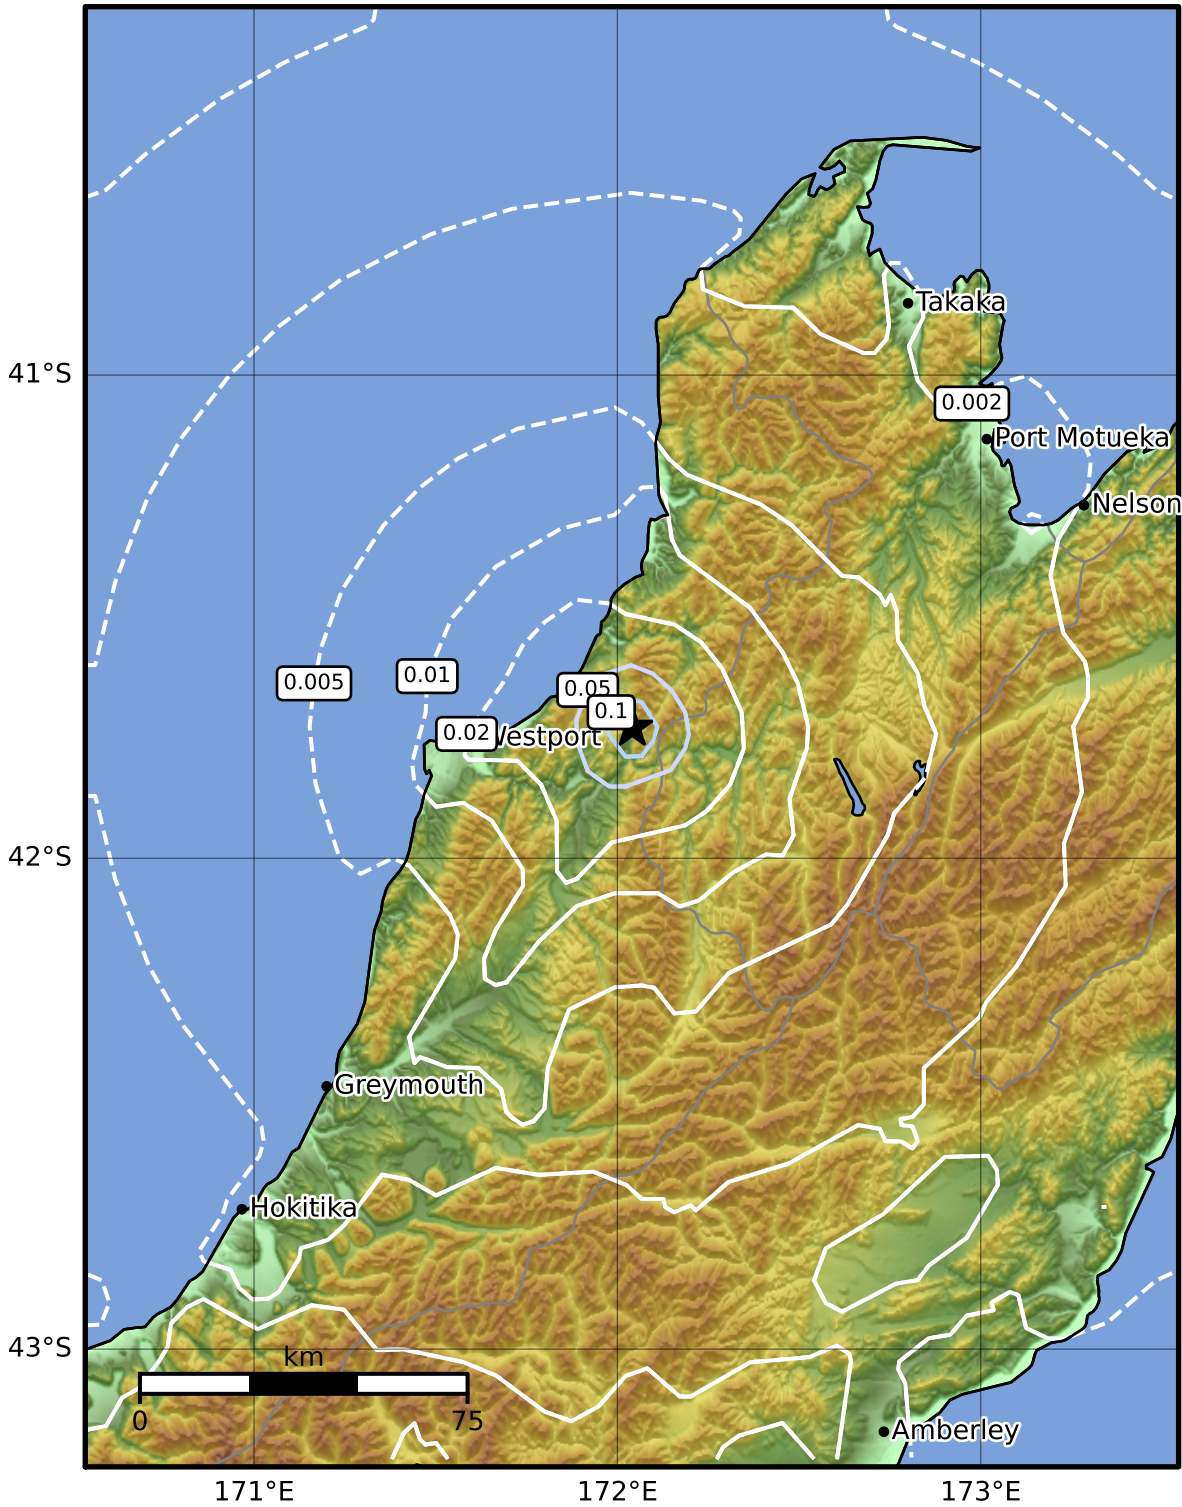 Takaka
41°S
0.002
Port Motueka
Nelson
0.005
0.01
0.05
0.1
0.02
Westport
42°S
Greymouth
Hokitika
43°S
km
0
75
Amberley
171°E
172°E
173°E